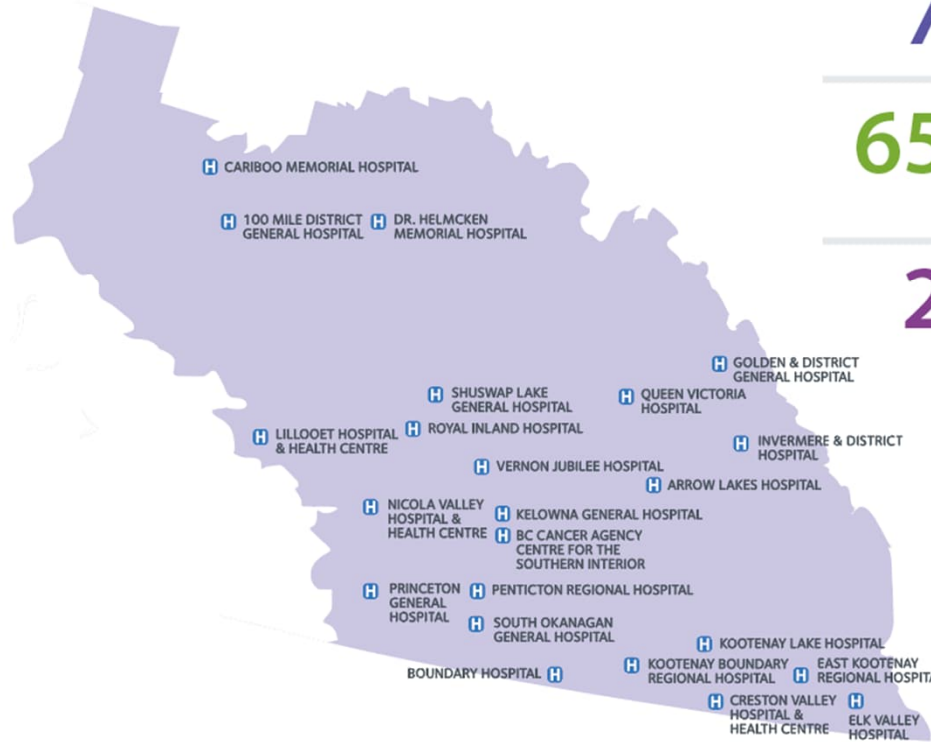 65
2
H CARIBOO MEMORIAL HOSPITAL
H 100 MILE DISTRICT
GENERAL HOSPITAL
H DR. HELMCKEN
MEMORIAL HOSPITAL
H GOLDEN & DISTRICT
GENERAL HOSPITAL
H SHUSWAP LAKE
GENERAL HOSPITAL
H QUEEN VICTORIA
HOSPITAL
H LILLOOET HOSPITAL
& HEALTH CENTRE
H ROYAL INLAND HOSPITAL
H INVERMERE & DISTRICT
HOSPITAL
H VERNON JUBILEE HOSPITAL
H ARROW LAKES HOSPITAL
H NICOLA VALLEY
HOSPITAL &
HEALTH CENTRE
H KELOWNA GENERAL HOSPITAL
H BC CANCER AGENCY
CENTRE FOR THE
SOUTHERN INTERIOR
H PRINCETON
GENERAL
HOSPITAL
H PENTICTON REGIONAL HOSPITAL
H SOUTH OKANAGAN
GENERAL HOSPITAL
H KOOTENAY LAKE HOSPITAL
BOUNDARY HOSPITAL H
H KOOTENAY BOUNDARY
REGIONAL HOSPITAL
H EAST KOOTENAY
REGIONAL HOSPITA
H CRESTON VALLEY
HOSPITAL &
HEALTH CENTRE
H ELK VALLEY
HOSPITAL